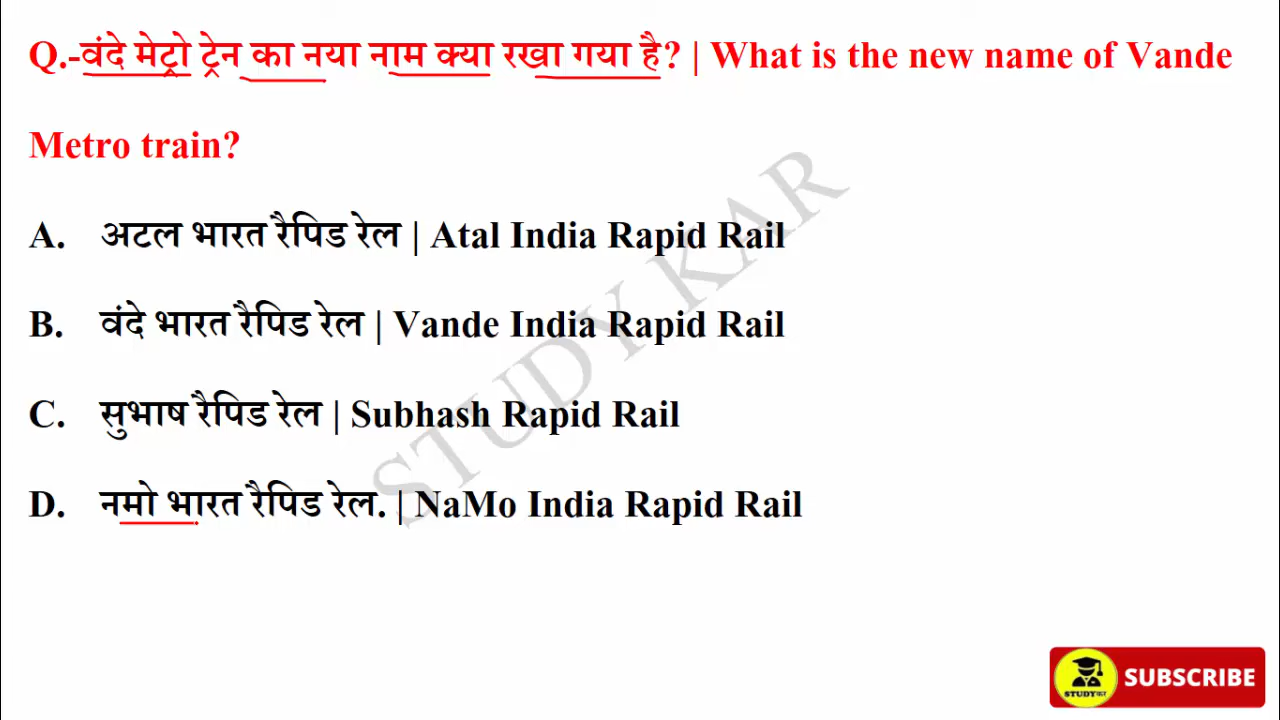 Q.-वंदे मेट्रो ट्रेन का नया नाम क्या रखा गया है? | What is the new name of Vande
Metro train?
A. अटल भारत रैपिड रेल | Atal India Rapid Rail
B. वंदे भारत रैपिड रेल | Vande India Rapid Rail
C. सुभाष रैपिड रेल | Subhash Rapid Rail
D. नमो भारत रैपिड रेल. | NaMo India Rapid Rail
STUDY KAR
STUDYकर
SUBSCRIBE